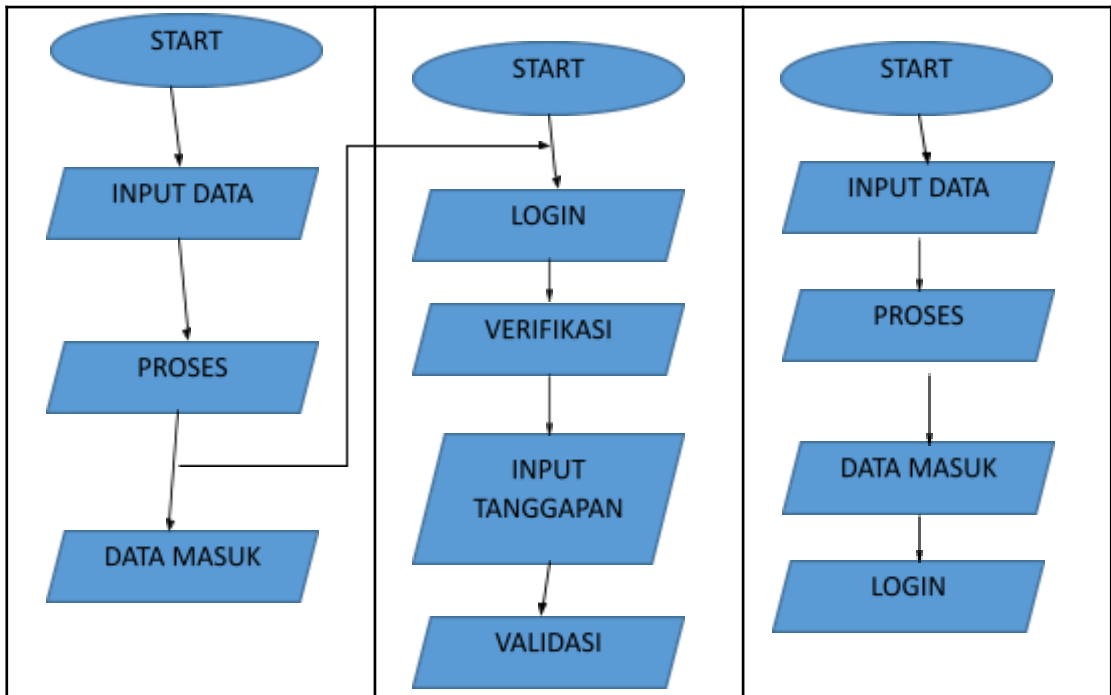 START
INPUT DATA
PROSES
DATA MASUK
START
LOGIN
VERIFIKASI
INPUT
TANGGAPAN
VALIDASI
START
INPUT DATA
PROSES
DATA MASUK
LOGIN